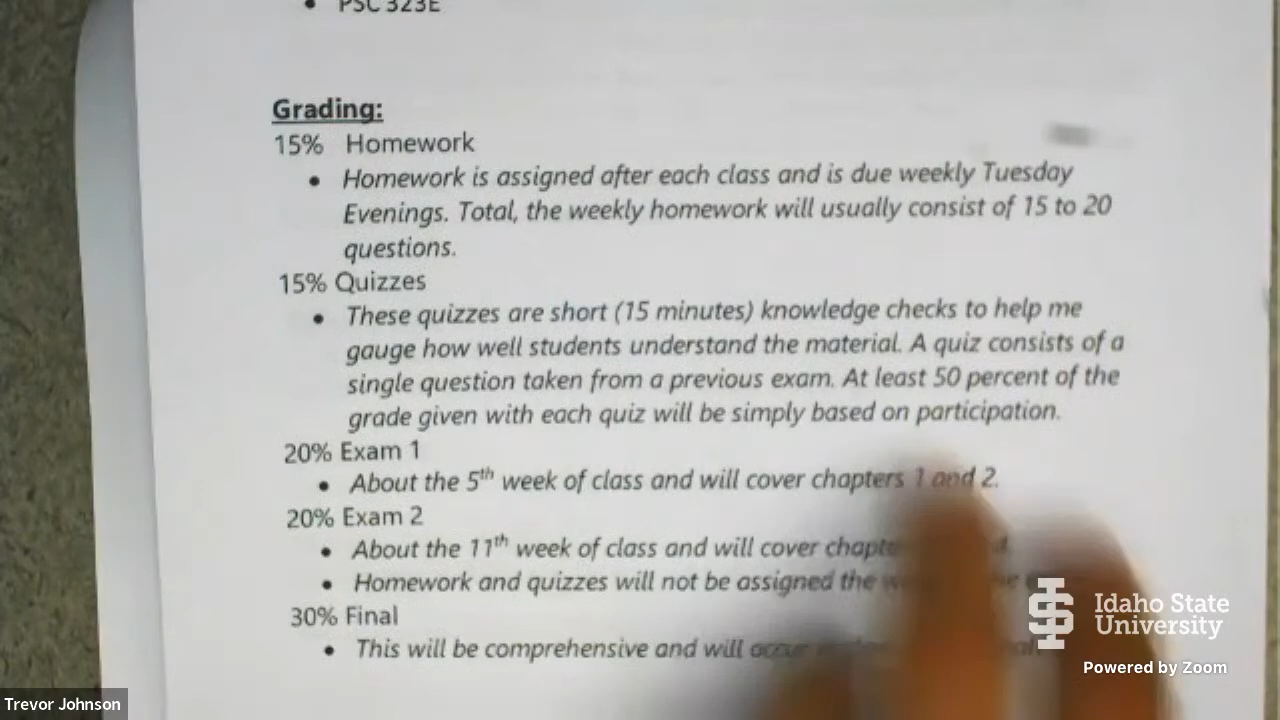 PSC 323E
Grading:
15% Homework
• Homework is assigned after each class and is due weekly Tuesday
Evenings. Total, the weekly homework will usually consist of 15 to 20
questions.
15% Quizzes
• These quizzes are short (15 minutes) knowledge checks to help me
gauge how well students understand the material. A quiz consists of a
single question taken from a previous exam. At least 50 percent of the
grade given with each quiz will be simply based on participation.
20% Exam 1
• About the 5th week of class and will cover chapters 1 and 2.
20% Exam 2
• About the 11th week of class and will cover
• Homework and quizzes will not be assigned the
30% Final
• This will be comprehensive and will occur
Idaho State
University
Powered by Zoom
Trevor Johnson